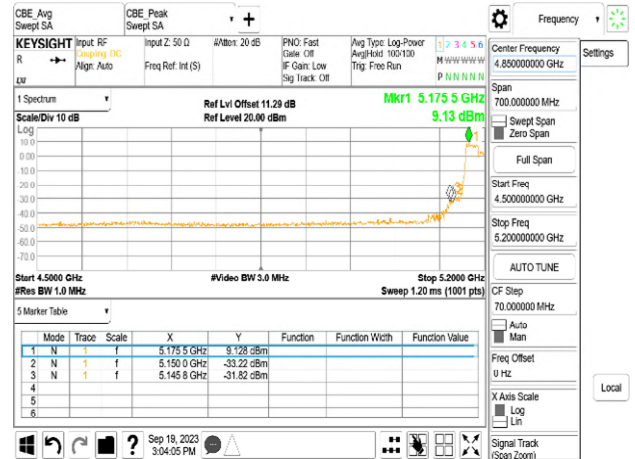 CBE_Avg
Swept SA
CBE_Peak
Swept SA
Frequency
KEYSIGHT
R
Input: RF
Coupling: DC
Align: Auto
Input Z: 50 Ω
Freq Ref: Int (S)
#Atten: 20 dB
PNO: Fast
Gate: Off
IF Gain: Low
Sig Track: Off
Avg Type: Log-Power
Avg|Hold: 100/100
Trig: Free Run
1 2 3 4 5 6
M W W W W W
P N N N N N
1 Spectrum
Scale/Div 10 dB
Ref Lvl Offset 11.29 dB
Ref Level 20.00 dBm
Mkr1 5.175 5 GHz
9.13 dBm
Log
10.0
0.00
-10.0
-20.0
-30.0
-40.0
-50.0
-60.0
-70.0
Start 4.5000 GHz
#Res BW 1.0 MHz
#Video BW 3.0 MHz
Stop 5.2000 GHz
Sweep 1.20 ms (1001 pts)
5 Marker Table
Mode Trace Scale X Y Function Function Width Function Value
1 N 1 f 5.175 5 GHz 9.128 dBm
2 N 1 f 5.150 0 GHz -33.22 dBm
3 N 1 f 5.145 8 GHz -31.82 dBm
4
5
6
Sep 19, 2023
3:04:05 PM
Center Frequency
4.850000000 GHz
Span
700.000000 MHz
Swept Span
Zero Span
Full Span
Start Freq
4.500000000 GHz
Stop Freq
5.200000000 GHz
AUTO TUNE
CF Step
70.000000 MHz
Auto
Man
Freq Offset
0 Hz
X Axis Scale
Log
Lin
Signal Track
(Span Zoom)
Settings
Local